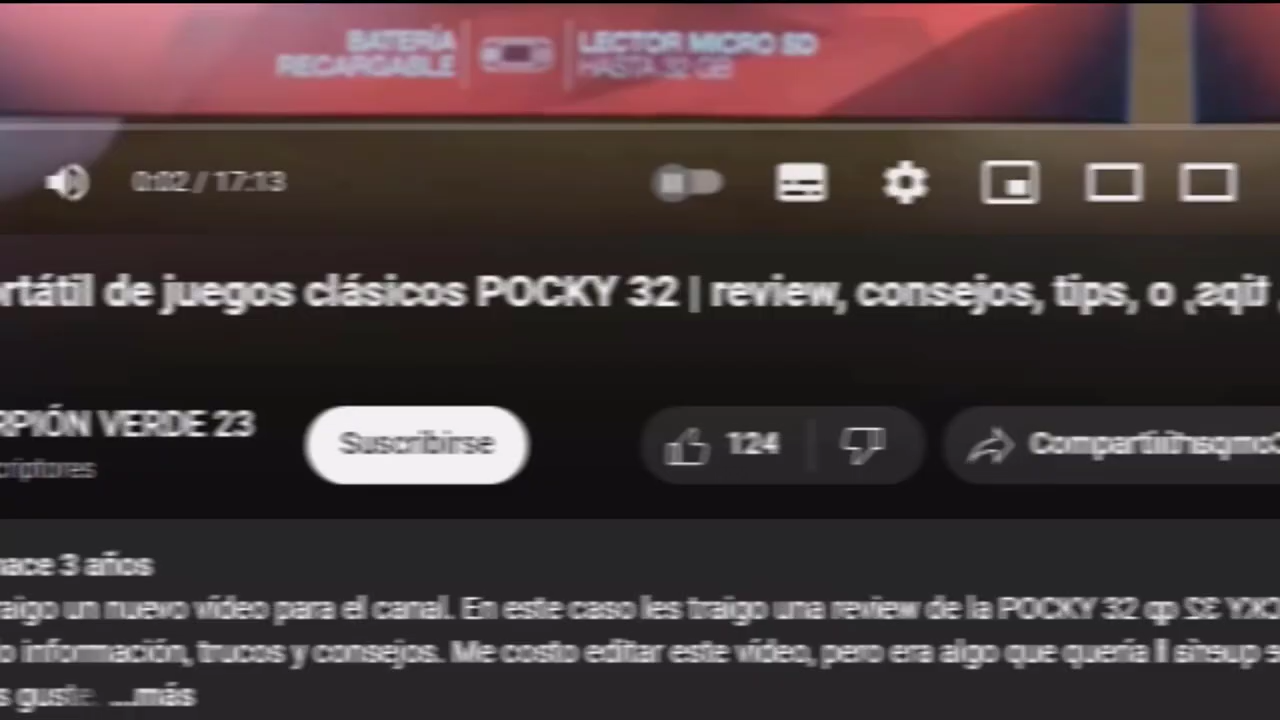 BATERÍA
RECARGABLE
LECTOR MICRO SD
HASTA 32 GB
0:02 / 17:13
rtátil de juegos clásicos POCKY 32 | review, consejos, tips, o
RPIÓN VERDE 23
Suscribirse
124
criptores
hace 3 años
raigo un nuevo vídeo para el canal. En este caso les traigo una review de la POCKY 32
o información, trucos y consejos. Me costo editar este vídeo, pero era algo que quería
s guste. ...más